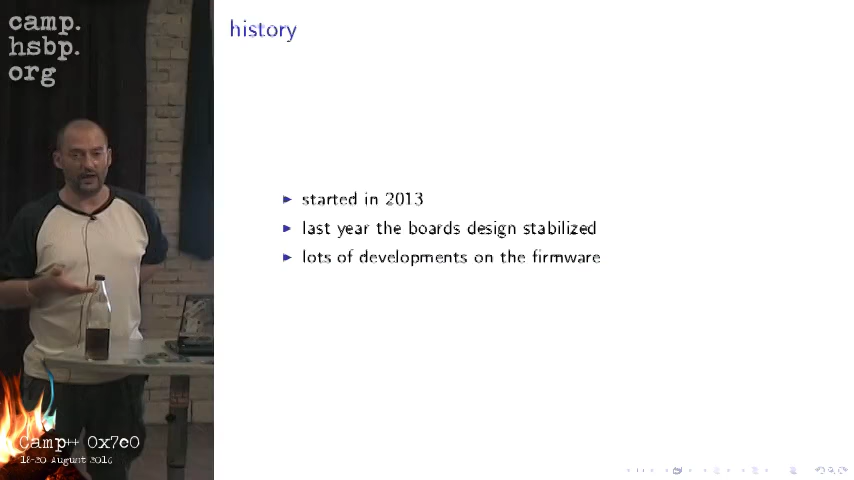 camp.
hsbp.
org
history
started in 2013
last year the boards design stabilized
lots of developments on the firmware
Camp++ 0x7e0
18-20 August 2016